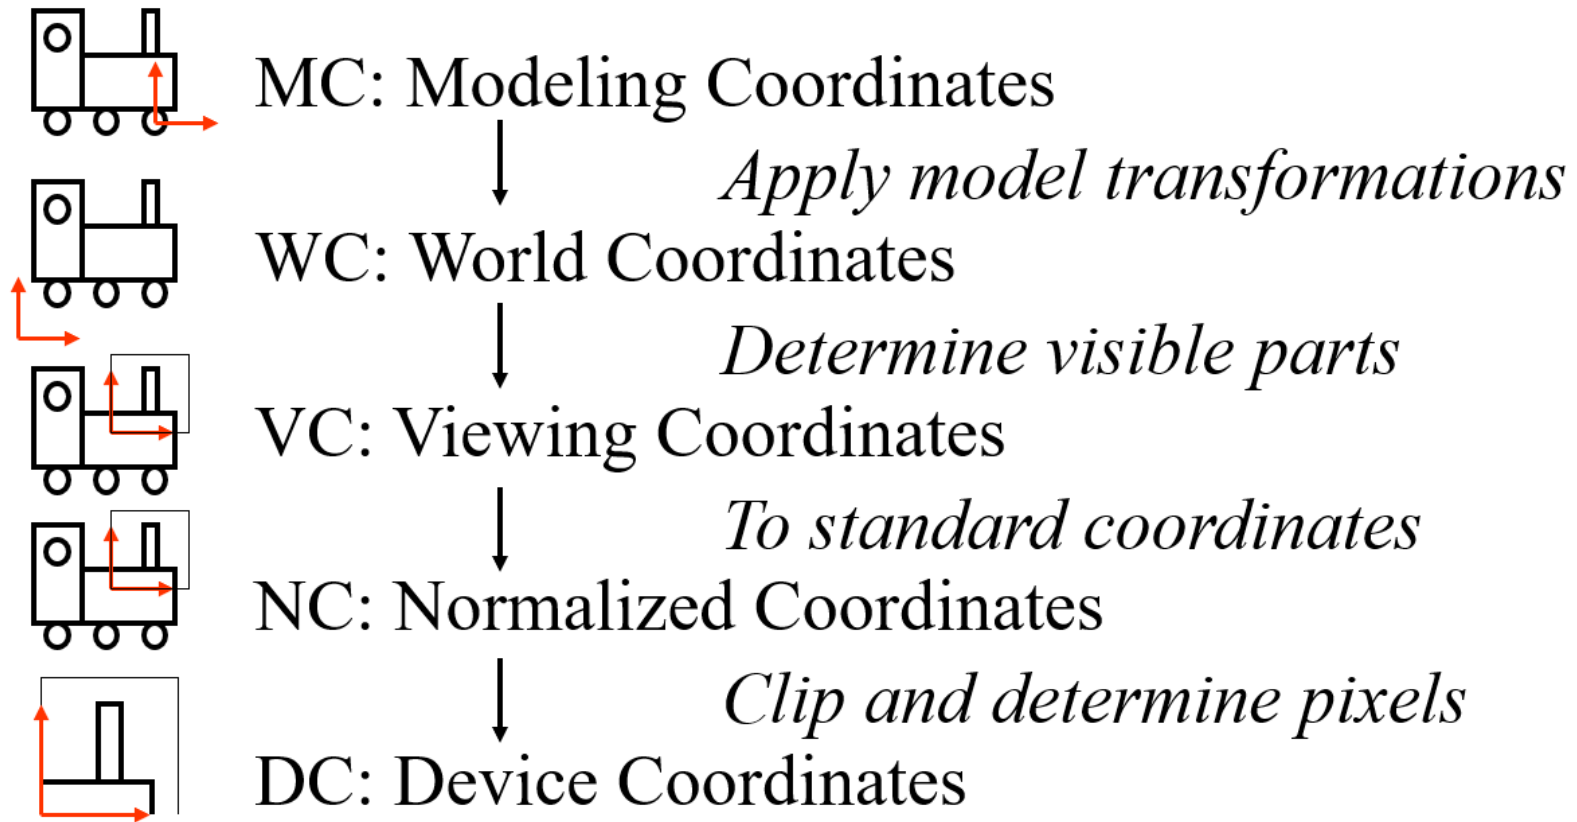 MC: Modeling Coordinates
Apply model transformations
WC: World Coordinates
Determine visible parts
VC: Viewing Coordinates
To standard coordinates
NC: Normalized Coordinates
Clip and determine pixels
DC: Device Coordinates